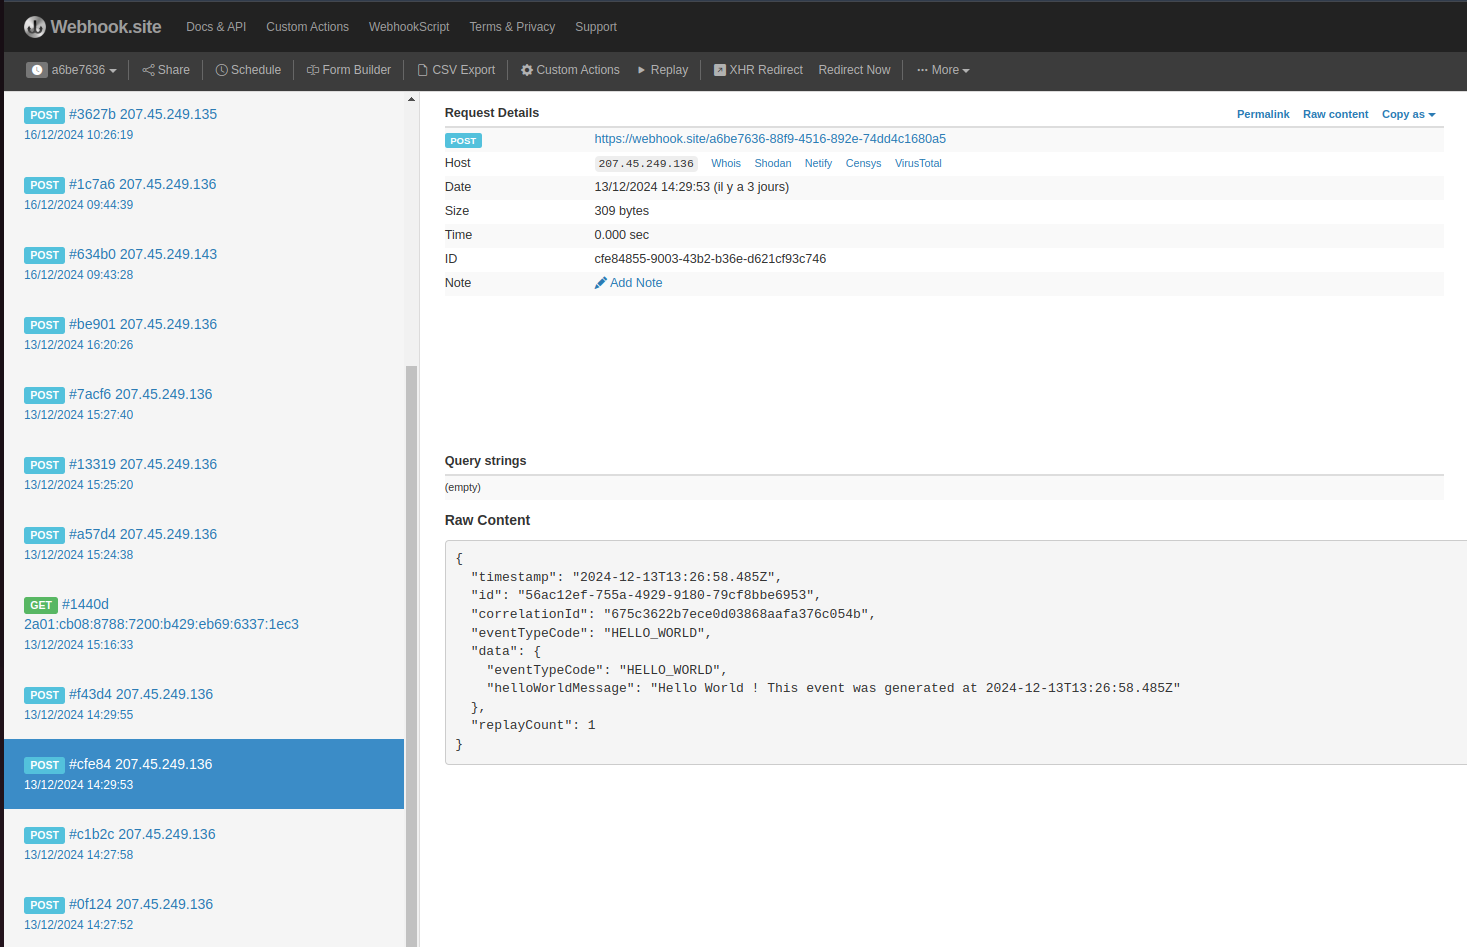 Webhook.site Docs & API Custom Actions WebhookScript Terms & Privacy Support
a6be7636 Share Schedule Form Builder CSV Export Custom Actions Replay XHR Redirect Redirect Now ··· More
POST #3627b 207.45.249.135
16/12/2024 10:26:19
POST #1c7a6 207.45.249.136
16/12/2024 09:44:39
POST #634b0 207.45.249.143
16/12/2024 09:43:28
POST #be901 207.45.249.136
13/12/2024 16:20:26
POST #7acf6 207.45.249.136
13/12/2024 15:27:40
POST #13319 207.45.249.136
13/12/2024 15:25:20
POST #a57d4 207.45.249.136
13/12/2024 15:24:38
GET #1440d
2a01:cb08:8788:7200:b429:eb69:6337:1ec3
13/12/2024 15:16:33
POST #f43d4 207.45.249.136
13/12/2024 14:29:55
POST #cfe84 207.45.249.136
13/12/2024 14:29:53
POST #c1b2c 207.45.249.136
13/12/2024 14:27:58
POST #0f124 207.45.249.136
13/12/2024 14:27:52
Request Details Permalink Raw content Copy as
POST https://webhook.site/a6be7636-88f9-4516-892e-74dd4c1680a5
Host 207.45.249.136 Whois Shodan Netify Censys VirusTotal
Date 13/12/2024 14:29:53 (il y a 3 jours)
Size 309 bytes
Time 0.000 sec
ID cfe84855-9003-43b2-b36e-d621cf93c746
Note Add Note
Query strings
(empty)
Raw Content
{
  "timestamp": "2024-12-13T13:26:58.485Z",
  "id": "56ac12ef-755a-4929-9180-79cf8bbe6953",
  "correlationId": "675c3622b7ece0d03868aafa376c054b",
  "eventTypeCode": "HELLO_WORLD",
  "data": {
    "eventTypeCode": "HELLO_WORLD",
    "helloWorldMessage": "Hello World ! This event was generated at 2024-12-13T13:26:58.485Z"
  },
  "replayCount": 1
}